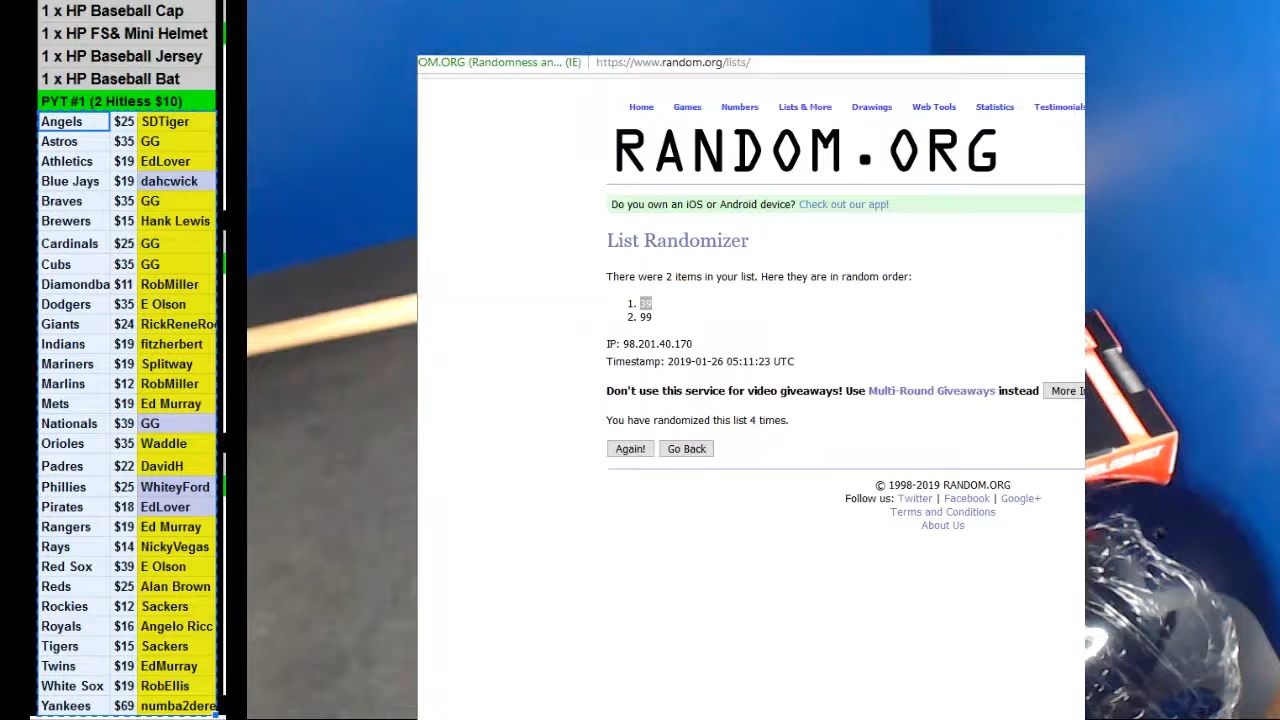 1 x HP Baseball Cap
1 x HP FS& Mini Helmet
1 x HP Baseball Jersey
1 x HP Baseball Bat
PYT #1 (2 Hitless $10)
Angels $25 SDTiger
Astros $35 GG
Athletics $19 EdLover
Blue Jays $19 dahcwick
Braves $35 GG
Brewers $15 Hank Lewis
Cardinals $25 GG
Cubs $35 GG
Diamondba $11 RobMiller
Dodgers $35 E Olson
Giants $24 RickReneRo
Indians $19 fitzherbert
Mariners $19 Splitway
Marlins $12 RobMiller
Mets $19 Ed Murray
Nationals $39 GG
Orioles $35 Waddle
Padres $22 DavidH
Phillies $25 WhiteyFord
Pirates $18 EdLover
Rangers $19 Ed Murray
Rays $14 NickyVegas
Red Sox $39 E Olson
Reds $25 Alan Brown
Rockies $12 Sackers
Royals $16 Angelo Ricc
Tigers $15 Sackers
Twins $19 EdMurray
White Sox $19 RobEllis
Yankees $69 numba2dere
OM.ORG (Randomness an... (IE) https://www.random.org/lists/
Home Games Numbers Lists & More Drawings Web Tools Statistics Testimonials
RANDOM.ORG
Do you own an iOS or Android device? Check out our app!
List Randomizer
There were 2 items in your list. Here they are in random order:
1. 39
2. 99
IP: 98.201.40.170
Timestamp: 2019-01-26 05:11:23 UTC
Don't use this service for video giveaways! Use Multi-Round Giveaways instead More In
You have randomized this list 4 times.
Again! Go Back
© 1998-2019 RANDOM.ORG
Follow us: Twitter | Facebook | Google+
Terms and Conditions
About Us